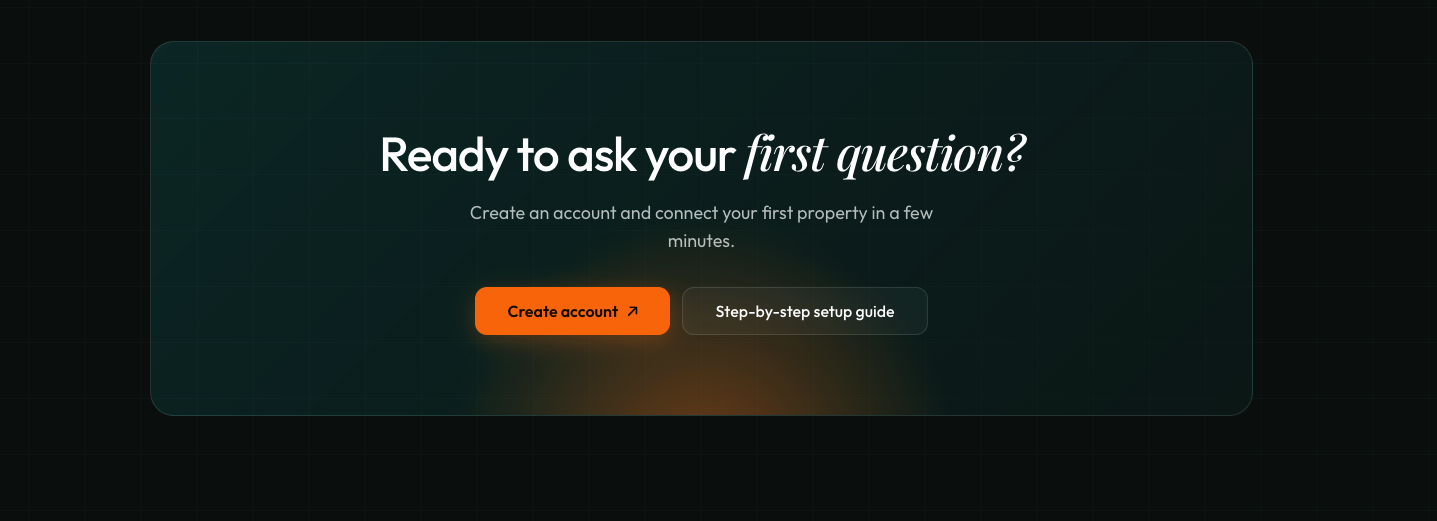 Ready to ask your first question?
Create an account and connect your first property in a few
minutes.
Create account
Step-by-step setup guide